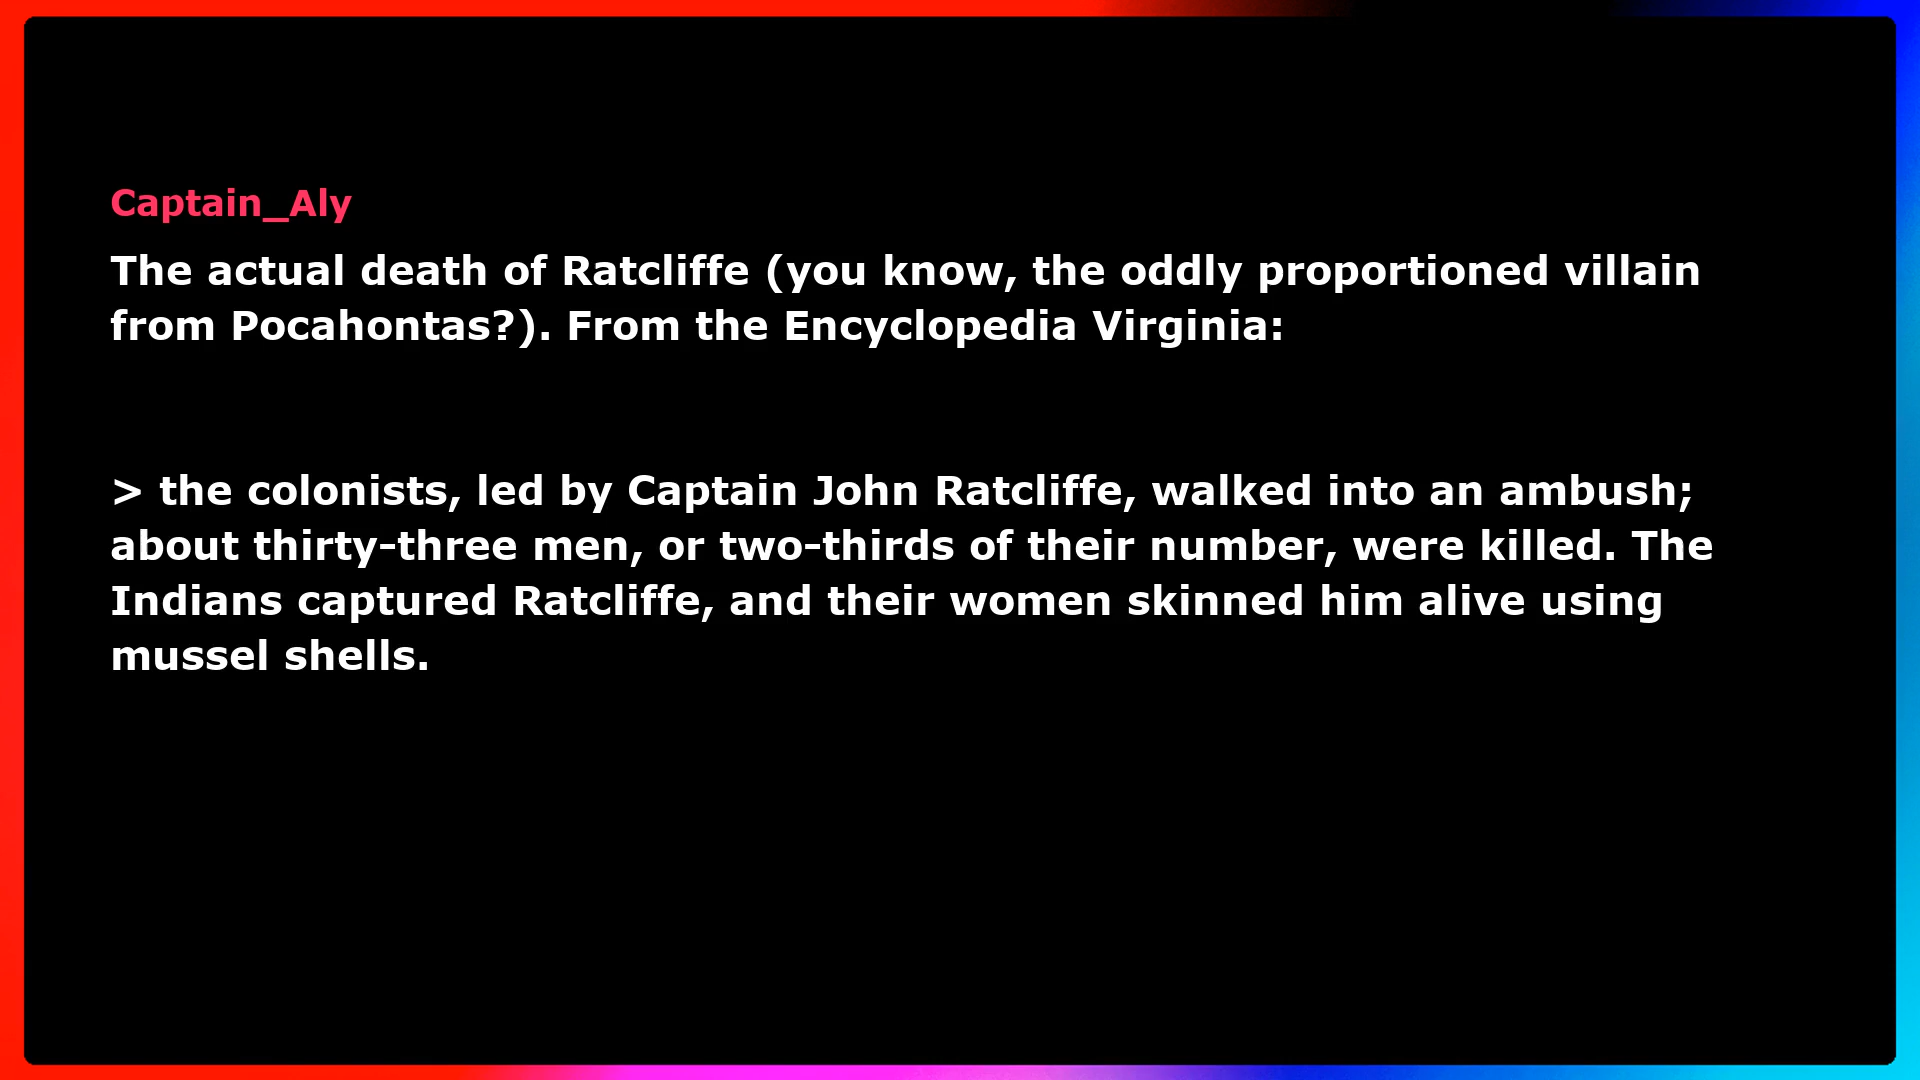 Captain_Aly
The actual death of Ratcliffe (you know, the oddly proportioned villain
from Pocahontas?). From the Encyclopedia Virginia:
> the colonists, led by Captain John Ratcliffe, walked into an ambush;
about thirty-three men, or two-thirds of their number, were killed. The
Indians captured Ratcliffe, and their women skinned him alive using
mussel shells.